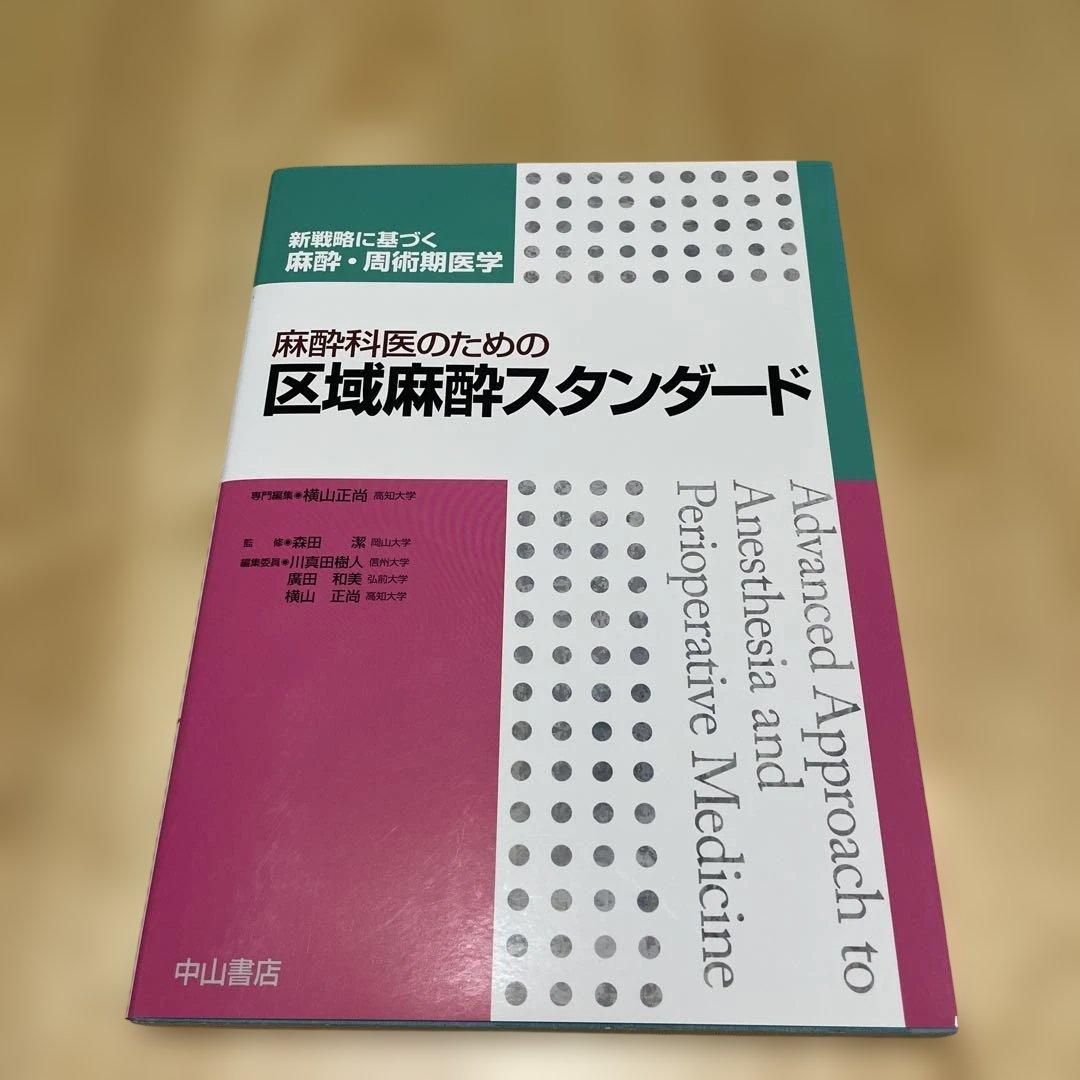 新戦略に基づく
麻酔・周術期医学
麻酔科医のための
区域麻酔スタンダード
専門編集◉横山正尚 高知大学
監 修◉森田 潔 岡山大学
編集委員◉川真田樹人 信州大学
廣田 和美 弘前大学
横山 正尚 高知大学
Advanced Approach to
Anesthesia and
Perioperative Medicine
中山書店